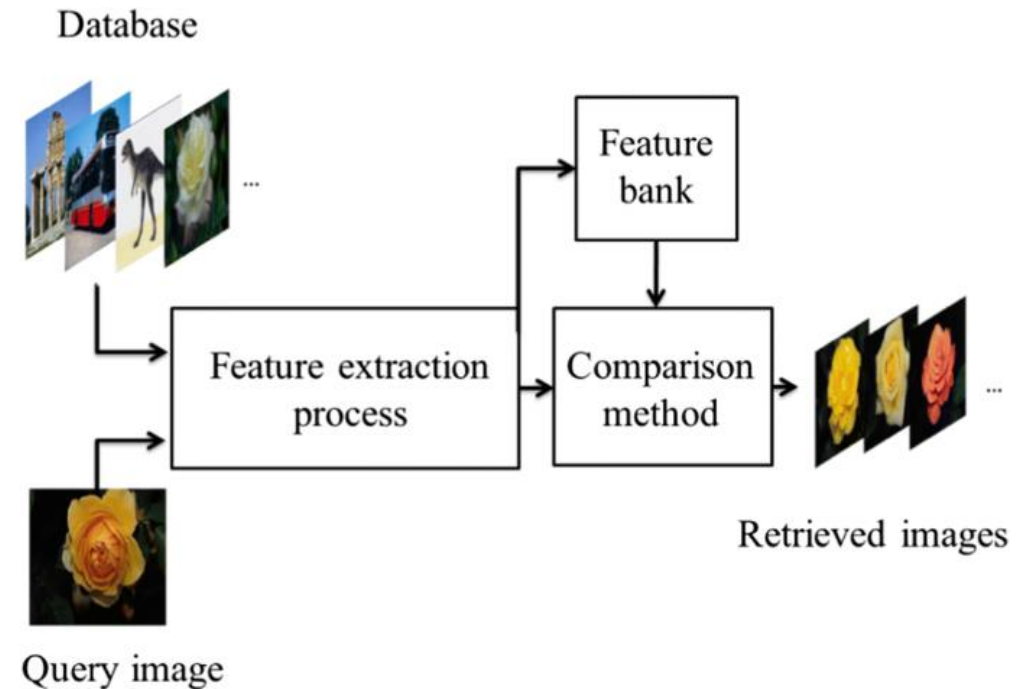 Database
...
Feature
bank
Feature extraction
process
Comparison
method
...
Retrieved images
Query image